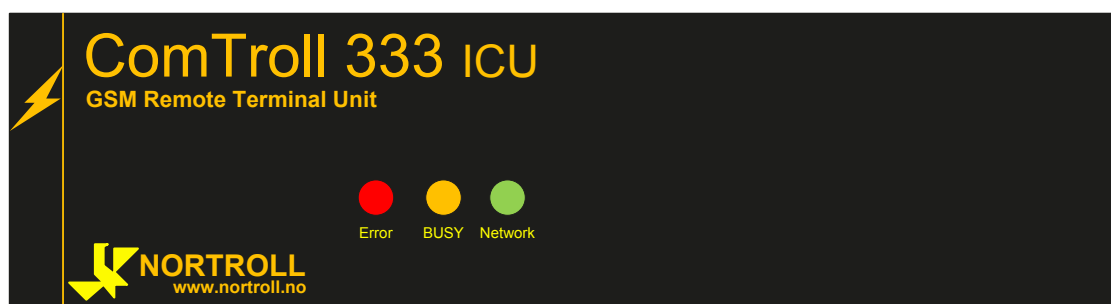 ComTroll 333 ICU
GSM Remote Terminal Unit
Error BUSY Network
NORTROLL
www.nortroll.no